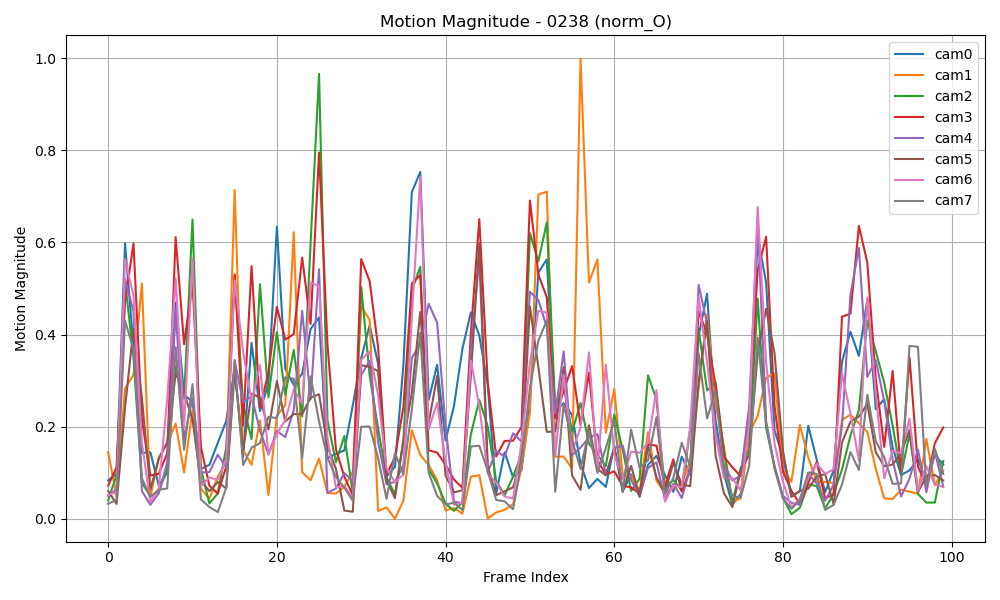 Motion Magnitude - 0238 (norm_O)
Motion Magnitude
1.0
0.8
0.6
0.4
0.2
0.0
0
20
40
60
80
100
Frame Index
cam0
cam1
cam2
cam3
cam4
cam5
cam6
cam7